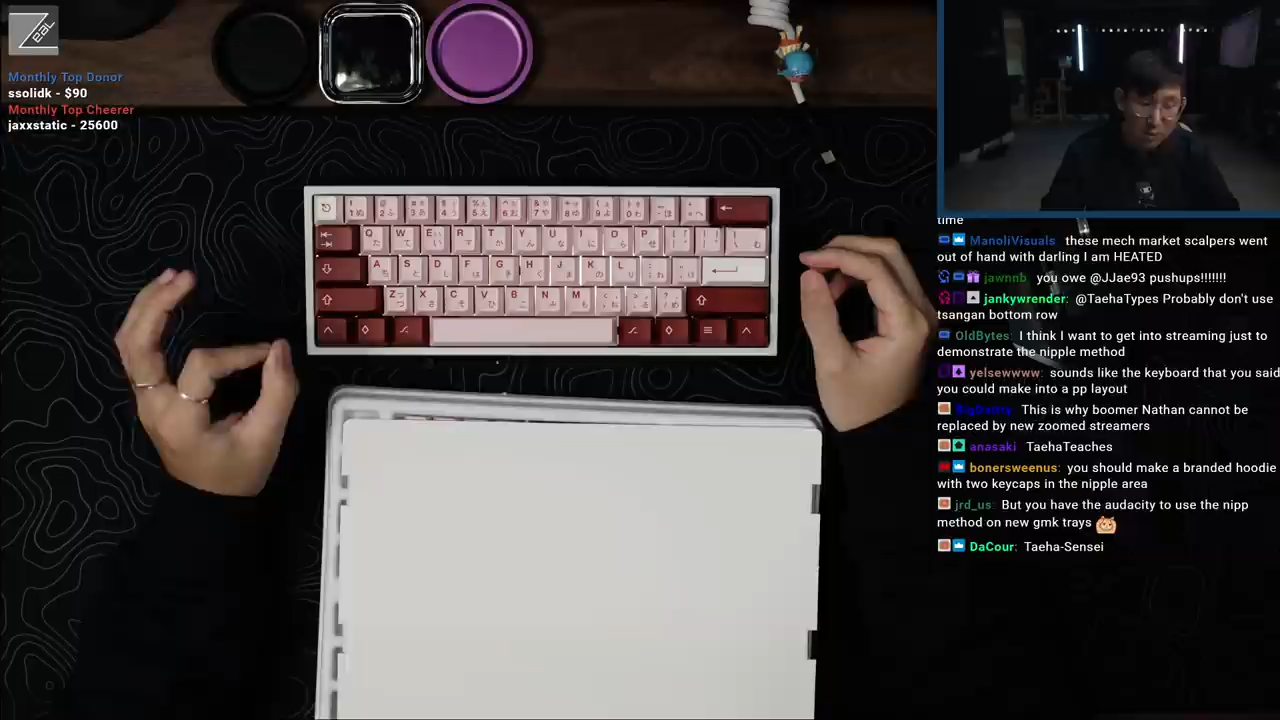 Zeal
Monthly Top Donor
ssolidk - $90
Monthly Top Cheerer
jaxxstatic - 25600
time
ManoliVisuals these mech market scalpers went
out of hand with darling I am HEATED
jawnnb: you owe @JJae93 pushups!!!!!!!
jankywrender: @TaehaTypes Probably don't use
tsangan bottom row
OldBytes: I think I want to get into streaming just to
demonstrate the nipple method
yelsewwww: sounds like the keyboard that you said
you could make into a pp layout
This is why boomer Nathan cannot be
replaced by new zoomed streamers
anasaki TaehaTeaches
bonersweenus: you should make a branded hoodie
with two keycaps in the nipple area
jrd_us: But you have the audacity to use the nipp
method on new gmk trays
DaCour: Taeha-Sensei
Q W E R T Y U I O P
A S D F G H J K L
Z X C V B N M